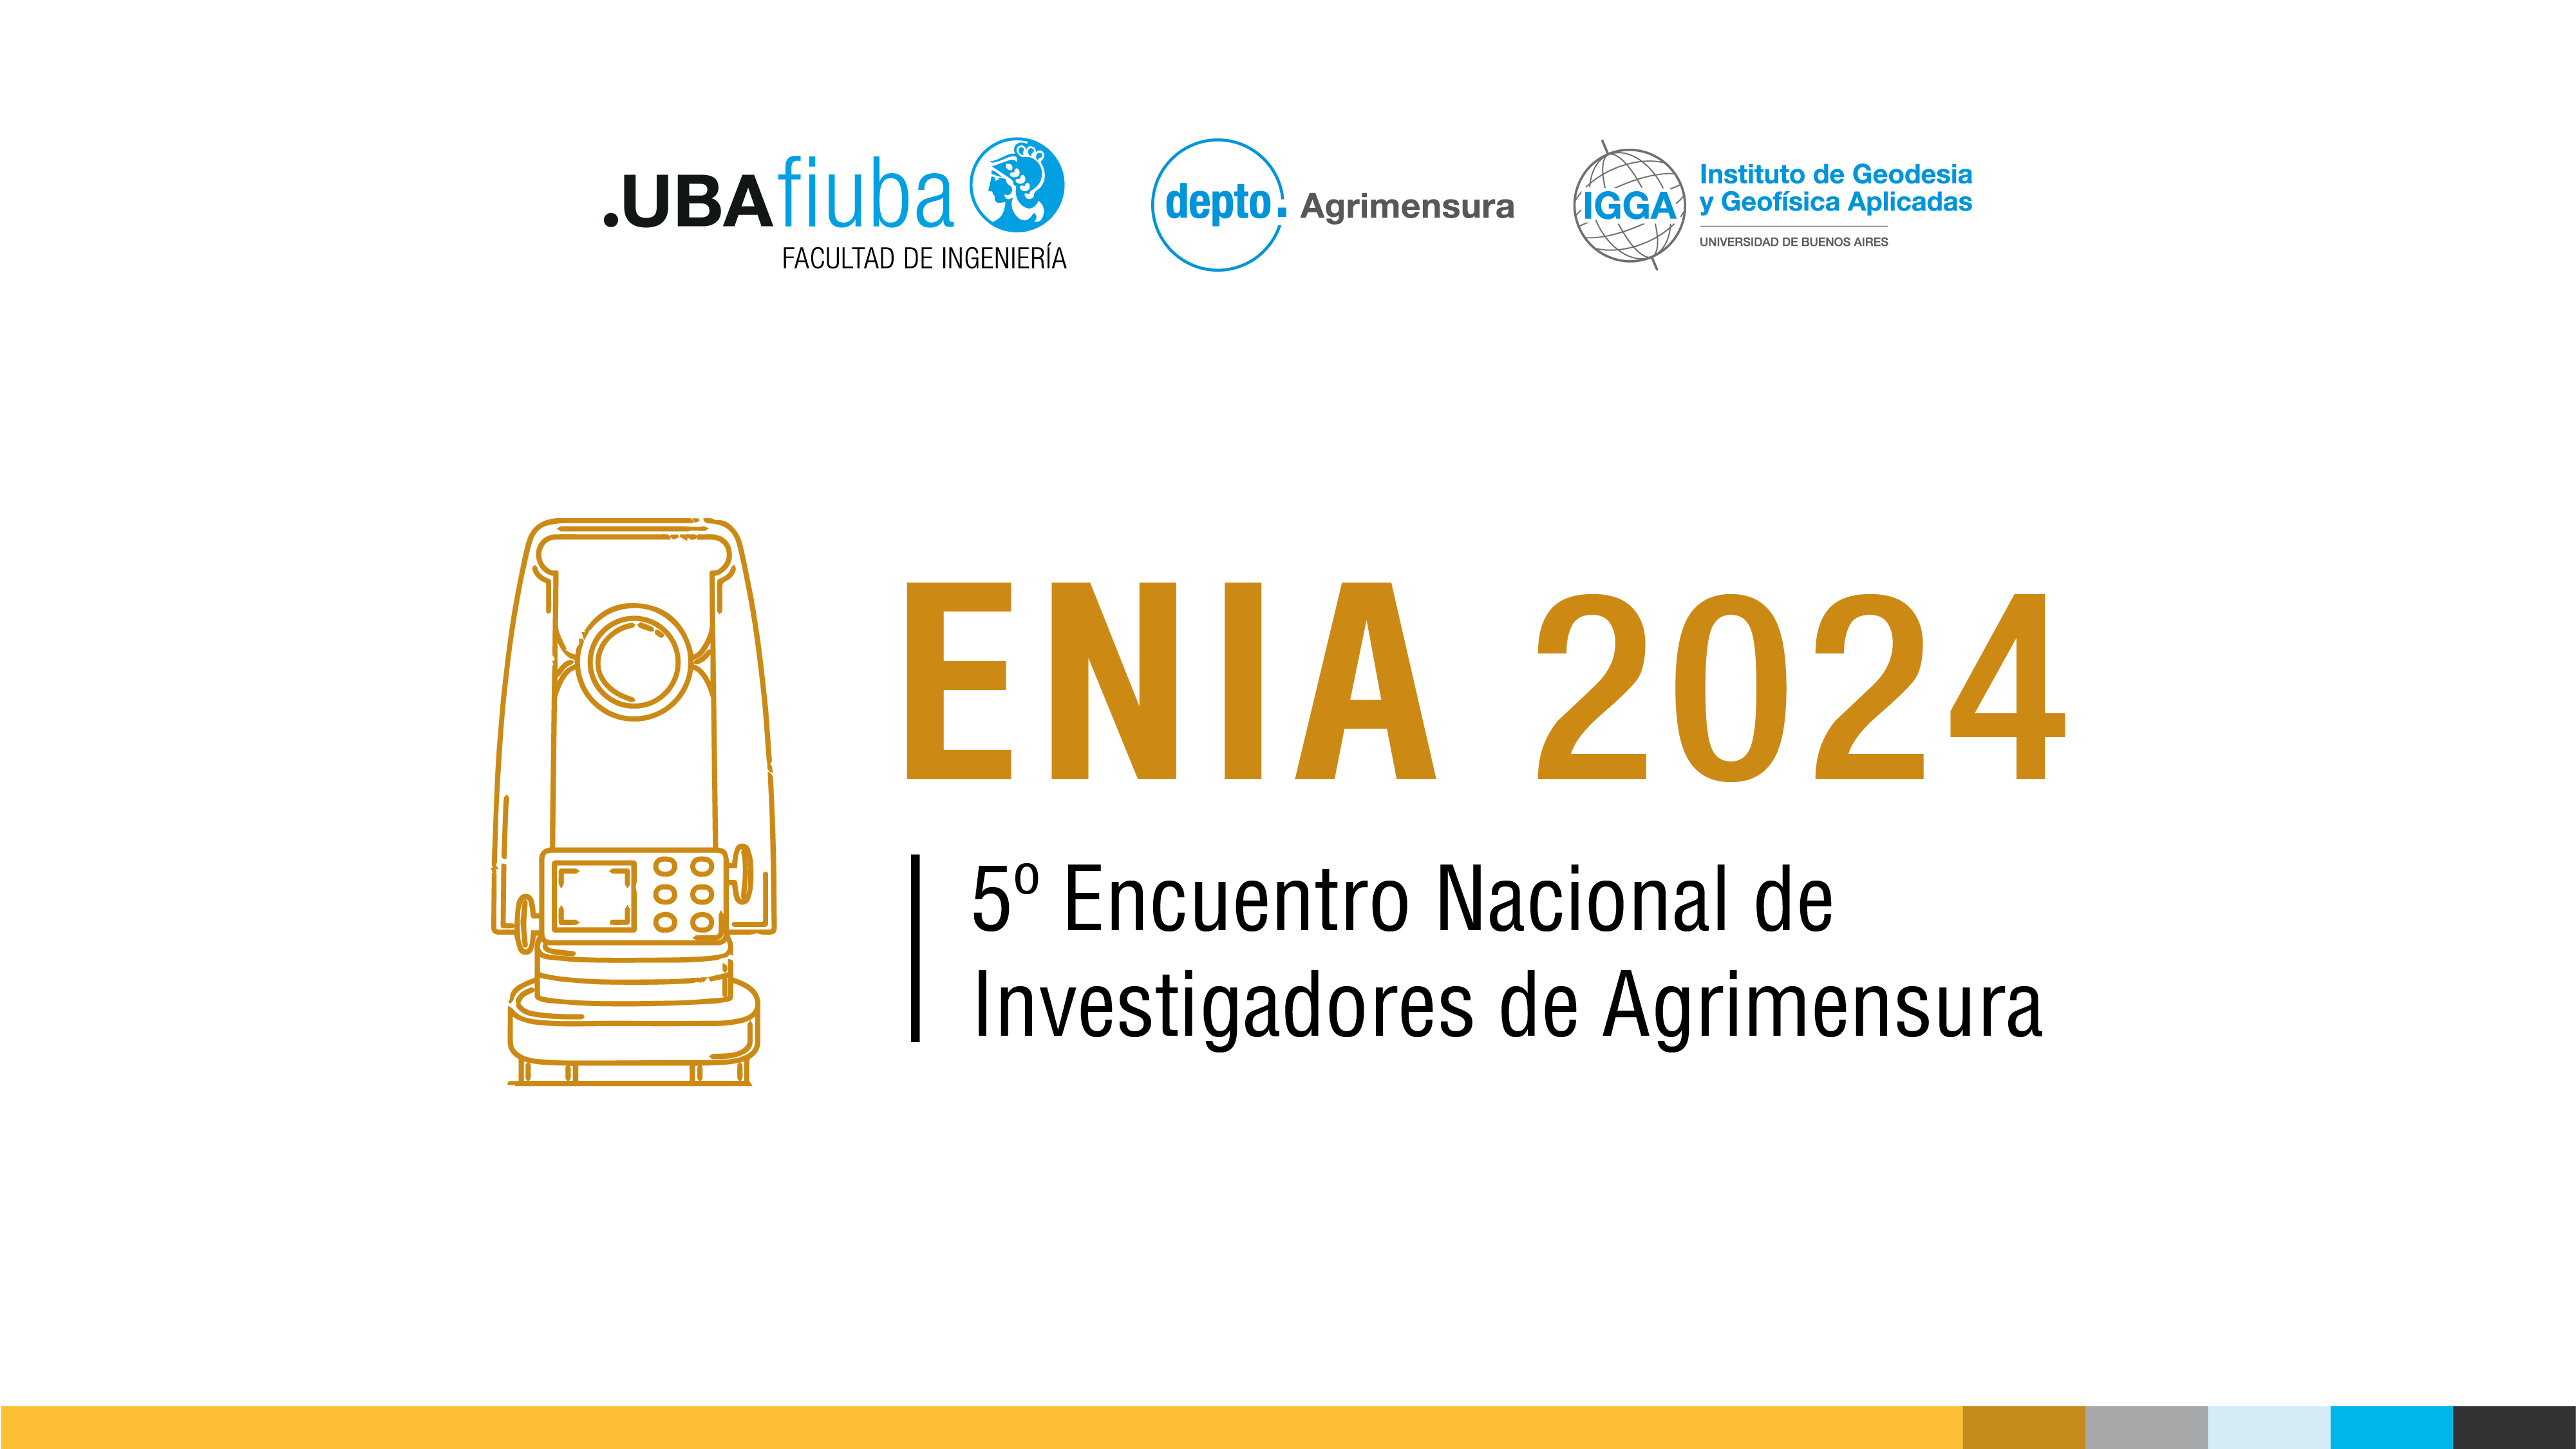 .UBAfiuba
FACULTAD DE INGENIERÍA
depto. Agrimensura
IGGA
Instituto de Geodesia
y Geofísica Aplicadas
UNIVERSIDAD DE BUENOS AIRES
ENIA 2024
5º Encuentro Nacional de
Investigadores de Agrimensura